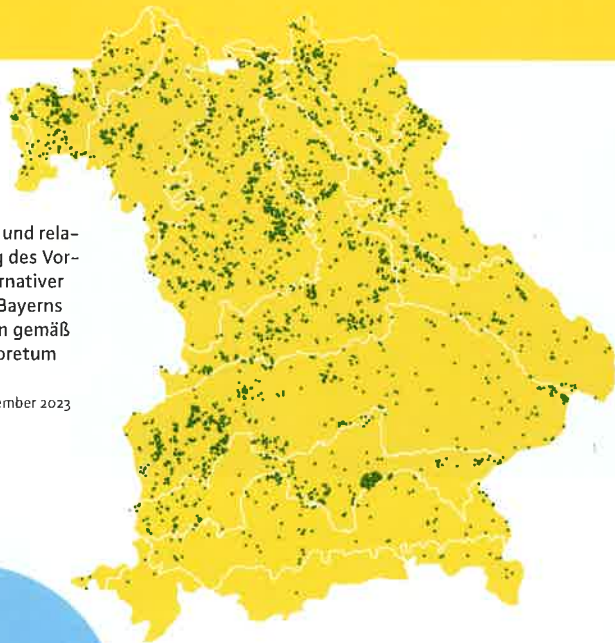 und rela-
g des Vor-
rnativer
Bayerns
n gemäß
oretum
ember 2023